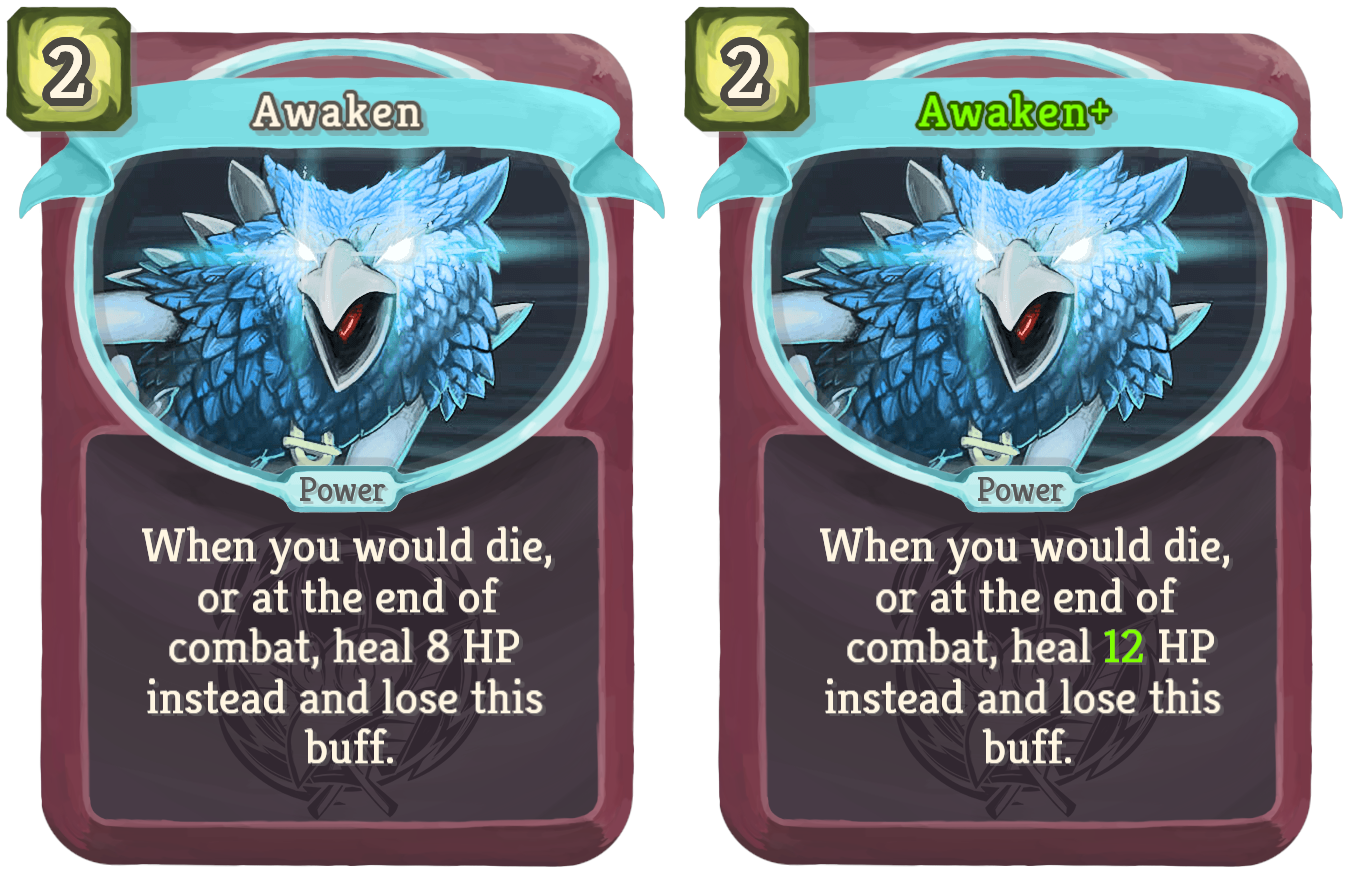 2
Awaken
Power
When you would die,
or at the end of
combat, heal 8 HP
instead and lose this
buff.
2
Awaken+
Power
When you would die,
or at the end of
combat, heal 12 HP
instead and lose this
buff.